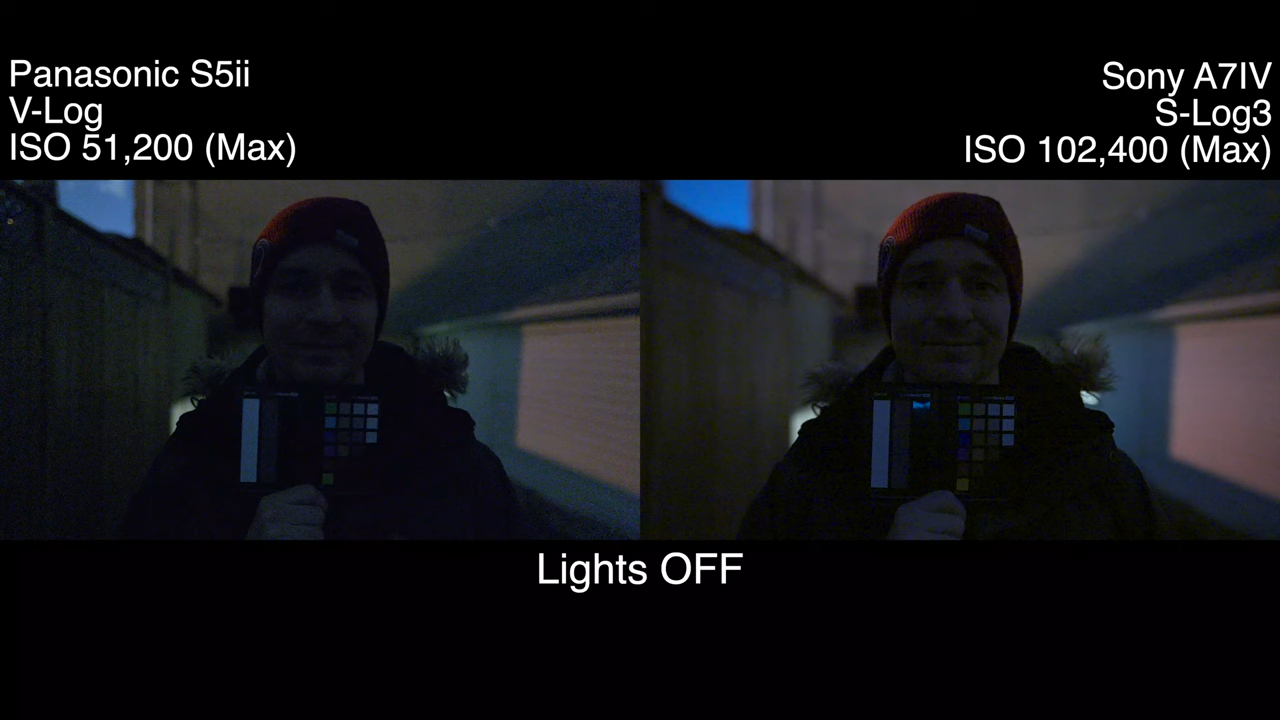 Panasonic S5ii
V-Log
ISO 51,200 (Max)
Sony A7IV
S-Log3
ISO 102,400 (Max)
Lights OFF